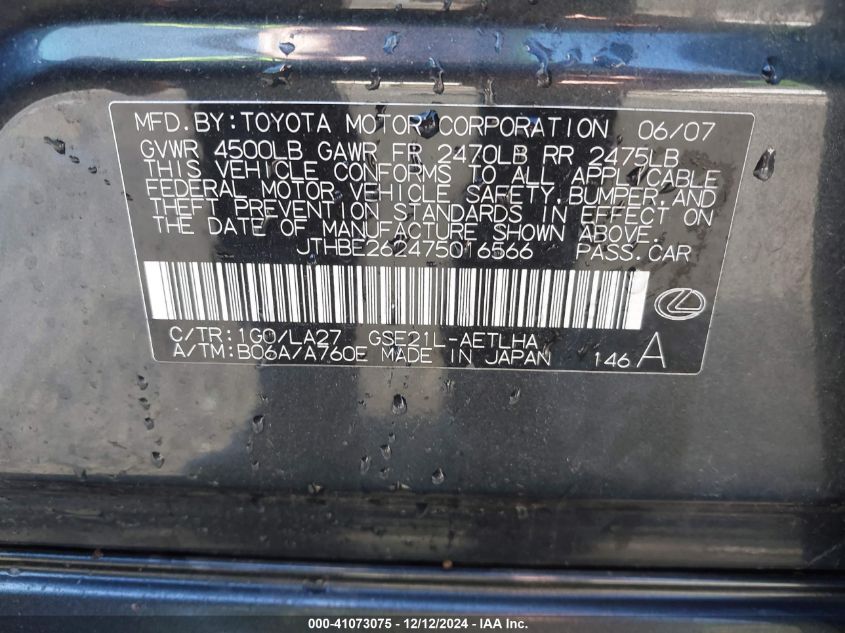 MFD.BY:TOYOTA MOTOR CORPORATION 06/07
GVWR 4500LB GAWR FR 2470LB RR 2475LB
THIS VEHICLE CONFORMS TO ALL APPLICABLE
FEDERAL MOTOR VEHICLE SAFETY,BUMPER,AND
THEFT PREVENTION STANDARDS IN EFFECT ON
THE DATE OF MANUFACTURE SHOWN ABOVE.
JTHBE262475016566 PASS.CAR
C/TR:1G0/LA27 GSE21L-AETLHA
A/TM:B06A/A760E MADE IN JAPAN 146 A
000-41073075 - 12/12/2024 - IAA Inc.